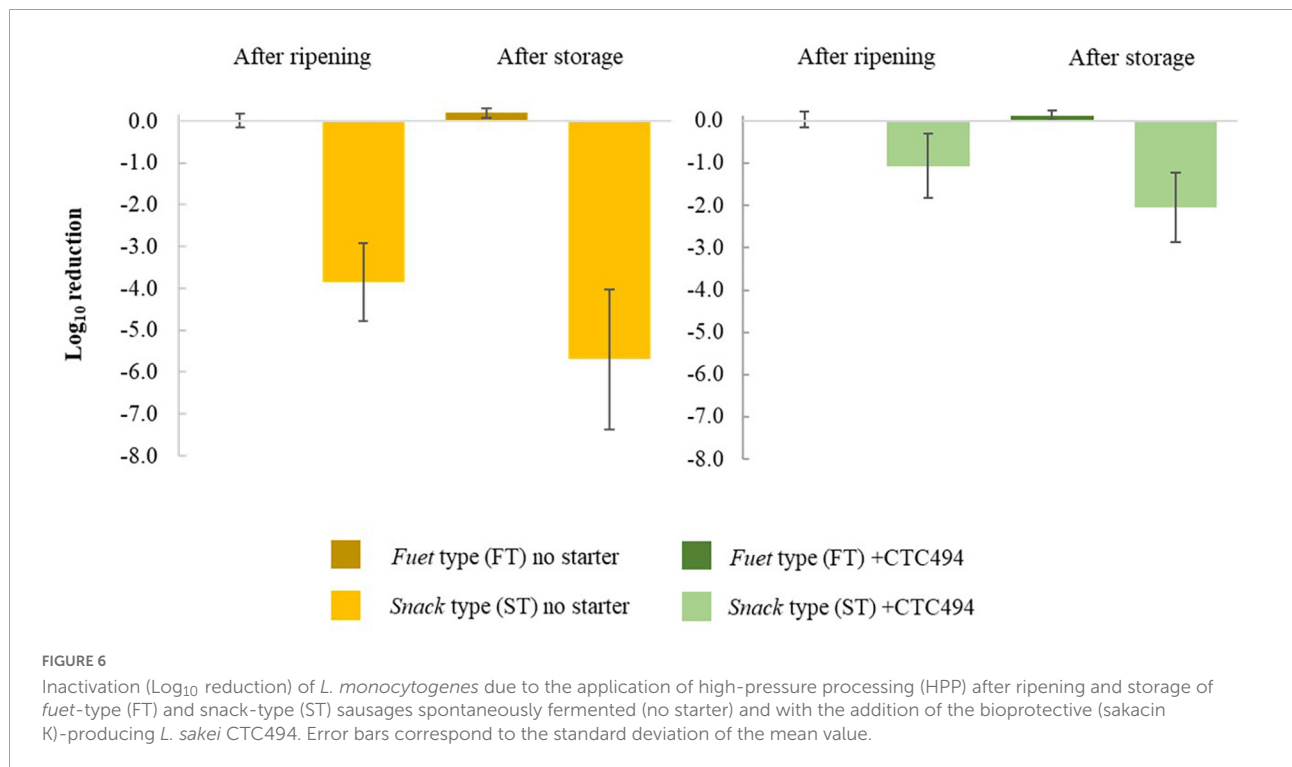 After ripening After storage After ripening After storage
0.0 0.0
-1.0 -1.0
-2.0 -2.0
-3.0 -3.0
-4.0 -4.0
-5.0 -5.0
-6.0 -6.0
-7.0 -7.0
-8.0 -8.0
Log₁₀ reduction
Fuet type (FT) no starter Fuet type (FT) +CTC494
Snack type (ST) no starter Snack type (ST) +CTC494
FIGURE 6
Inactivation (Log₁₀ reduction) of L. monocytogenes due to the application of high-pressure processing (HPP) after ripening and storage of
fuet-type (FT) and snack-type (ST) sausages spontaneously fermented (no starter) and with the addition of the bioprotective (sakacin
K)-producing L. sakei CTC494. Error bars correspond to the standard deviation of the mean value.